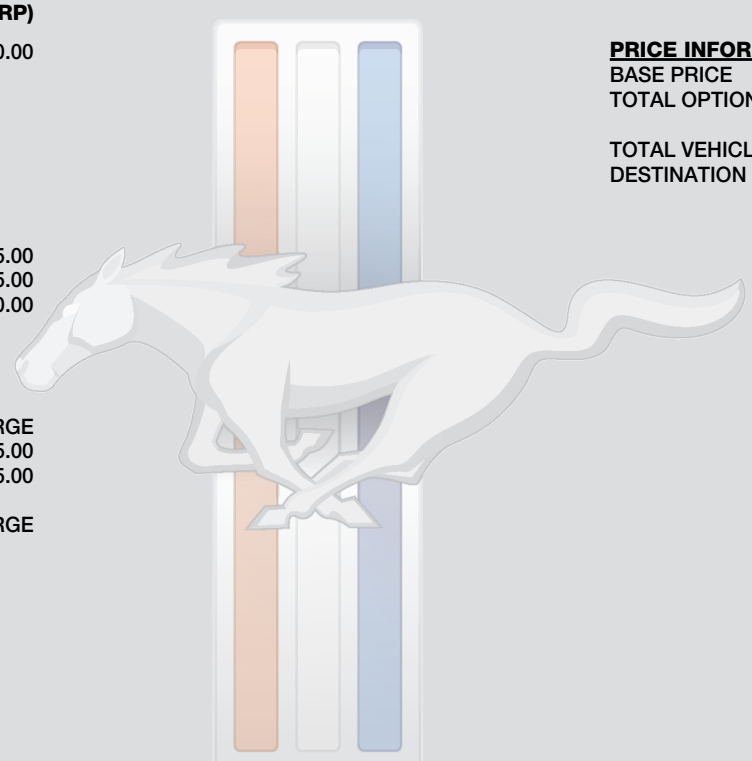 RP)
0.00
5.00
5.00
0.00
RGE
5.00
5.00
RGE
PRICE INFOR
BASE PRICE
TOTAL OPTION
TOTAL VEHICL
DESTINATION